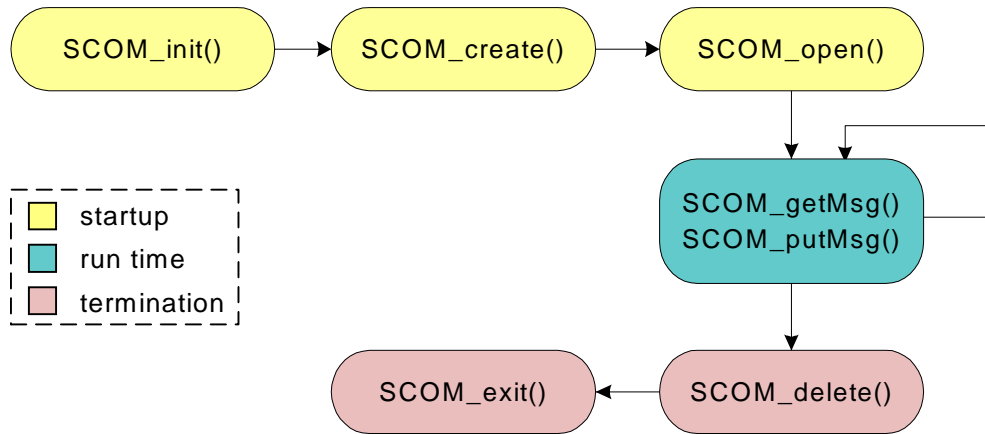 SCOM_init()
SCOM_create()
SCOM_open()
SCOM_getMsg()
SCOM_putMsg()
startup
run time
termination
SCOM_exit()
SCOM_delete()